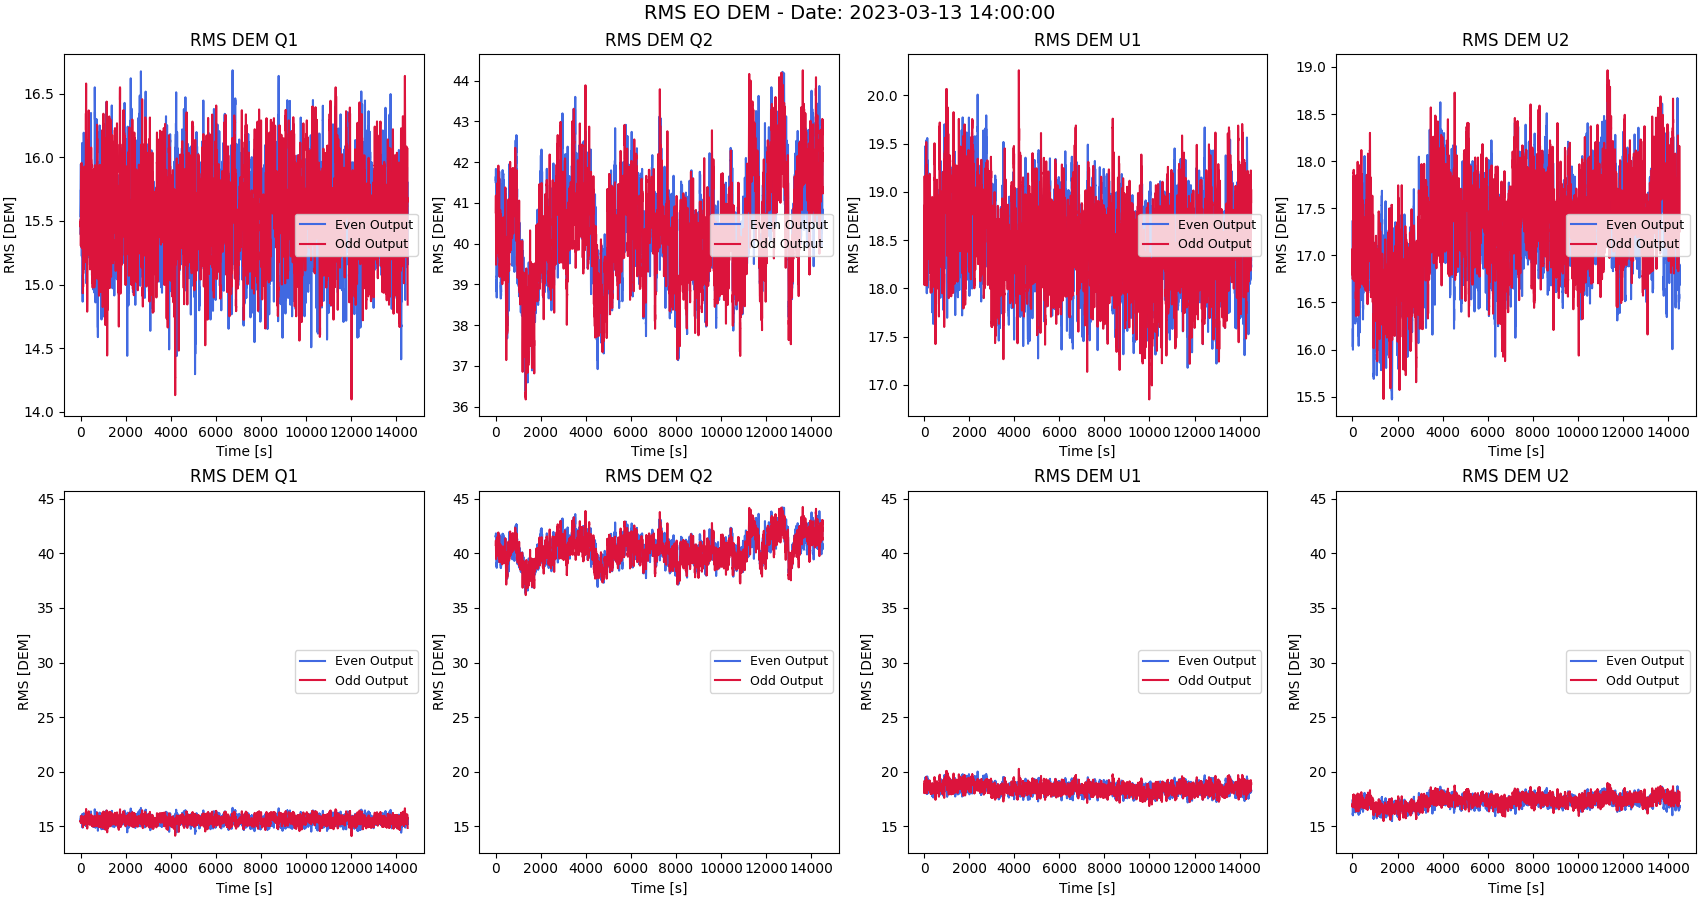 RMS EO DEM - Date: 2023-03-13 14:00:00
RMS DEM Q1
RMS [DEM]
16.5
16.0
15.5
15.0
14.5
14.0
Even Output
Odd Output
0 2000 4000 6000 8000 10000 12000 14000
Time [s]
RMS DEM Q2
RMS [DEM]
44
43
42
41
40
39
38
37
36
Even Output
Odd Output
0 2000 4000 6000 8000 10000 12000 14000
Time [s]
RMS DEM U1
RMS [DEM]
20.0
19.5
19.0
18.5
18.0
17.5
17.0
Even Output
Odd Output
0 2000 4000 6000 8000 10000 12000 14000
Time [s]
RMS DEM U2
RMS [DEM]
19.0
18.5
18.0
17.5
17.0
16.5
16.0
15.5
Even Output
Odd Output
0 2000 4000 6000 8000 10000 12000 14000
Time [s]
RMS DEM Q1
RMS [DEM]
45
40
35
30
25
20
15
Even Output
Odd Output
0 2000 4000 6000 8000 10000 12000 14000
Time [s]
RMS DEM Q2
RMS [DEM]
45
40
35
30
25
20
15
Even Output
Odd Output
0 2000 4000 6000 8000 10000 12000 14000
Time [s]
RMS DEM U1
RMS [DEM]
45
40
35
30
25
20
15
Even Output
Odd Output
0 2000 4000 6000 8000 10000 12000 14000
Time [s]
RMS DEM U2
RMS [DEM]
45
40
35
30
25
20
15
Even Output
Odd Output
0 2000 4000 6000 8000 10000 12000 14000
Time [s]